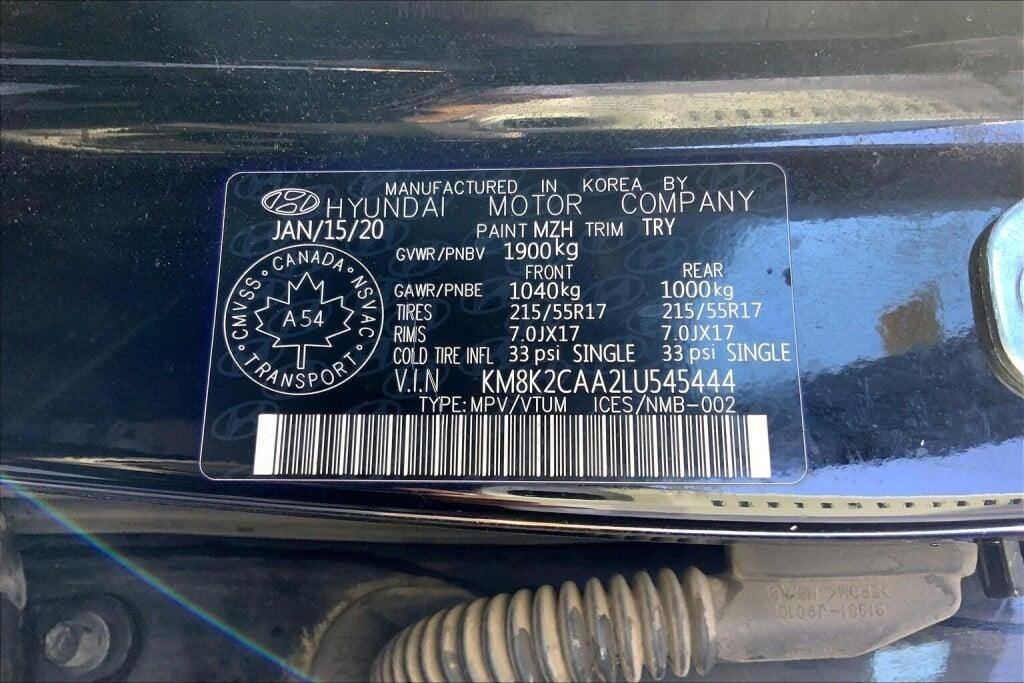 MANUFACTURED IN KOREA BY
HYUNDAI MOTOR COMPANY
JAN/15/20 PAINT MZH TRIM TRY
GVWR/PNBV 1900kg
FRONT REAR
GAWR/PNBE 1040kg 1000kg
TIRES 215/55R17 215/55R17
RIMS 7.0JX17 7.0JX17
COLD TIRE INFL 33 psi SINGLE 33 psi SINGLE
V.I.N KM8K2CAA2LU545444
TYPE:MPV/VTUM ICES/NMB-002
CMVSS • CANADA • NSVAC • TRANSPORT •
A54
91981-J9010